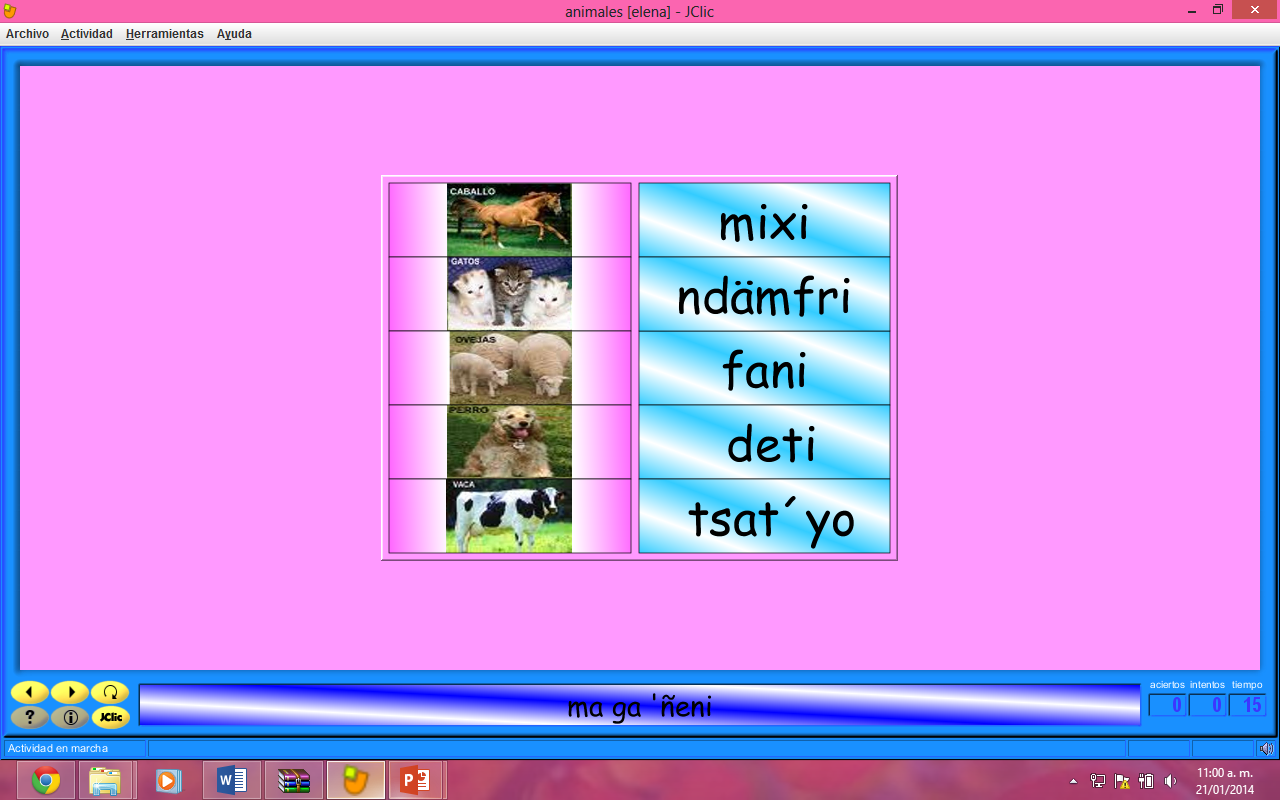 animales [elena] - JClic
Archivo Actividad Herramientas Ayuda
CABALLO
mixi
GATOS
ndämfri
OVEJAS
fani
PERRO
deti
VACA
tsat´yo
ma ga 'ñeni
aciertos intentos tiempo
0 0 15
? JClic
Actividad en marcha
11:00 a. m.
21/01/2014